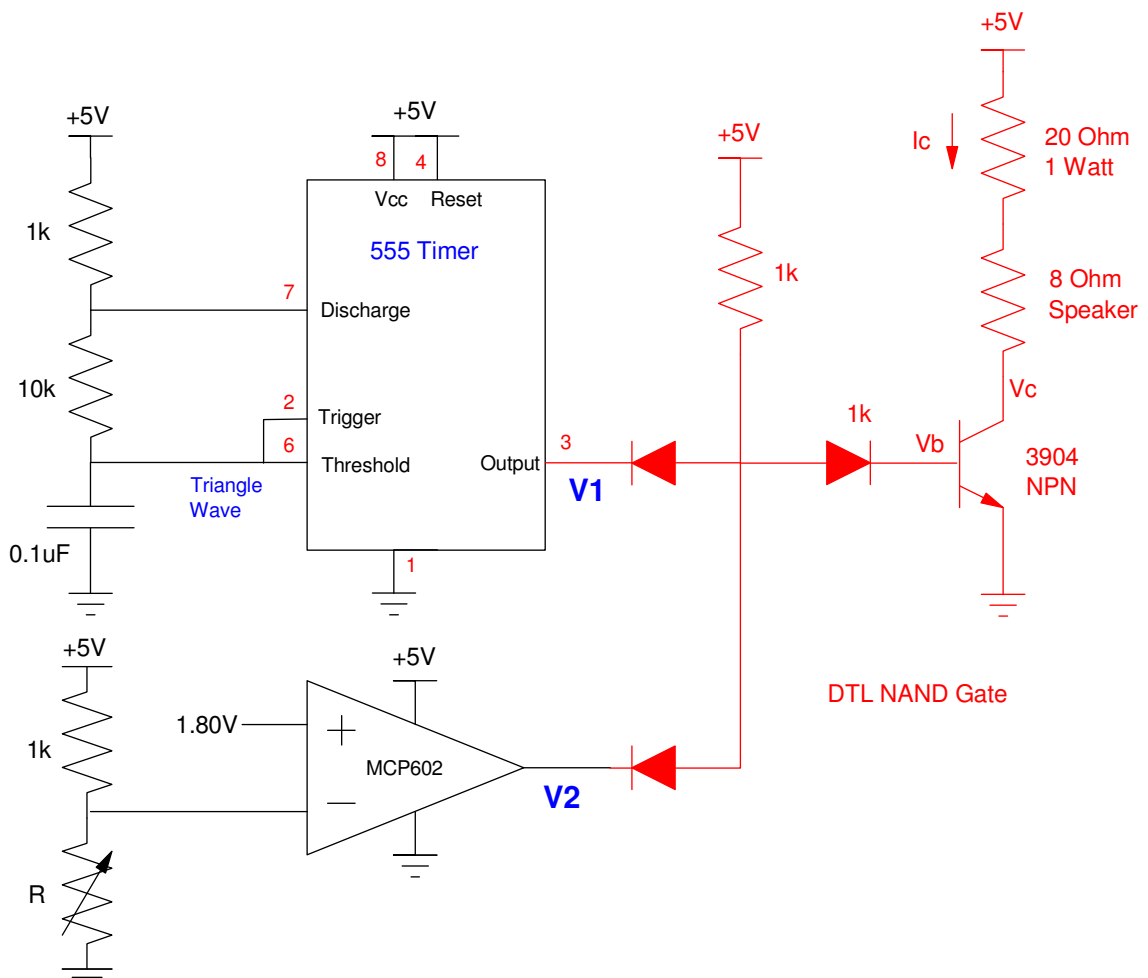 +5V
+5V
+5V
+5V
8
4
Vcc
Reset
Ic
20 Ohm
1 Watt
1k
555 Timer
1k
7
Discharge
8 Ohm
Speaker
10k
2
Trigger
6
Threshold
Output
3
V1
1k
Vb
Vc
3904
NPN
Triangle
Wave
0.1uF
1
+5V
+5V
1k
1.80V
+
MCP602
−
V2
DTL NAND Gate
R